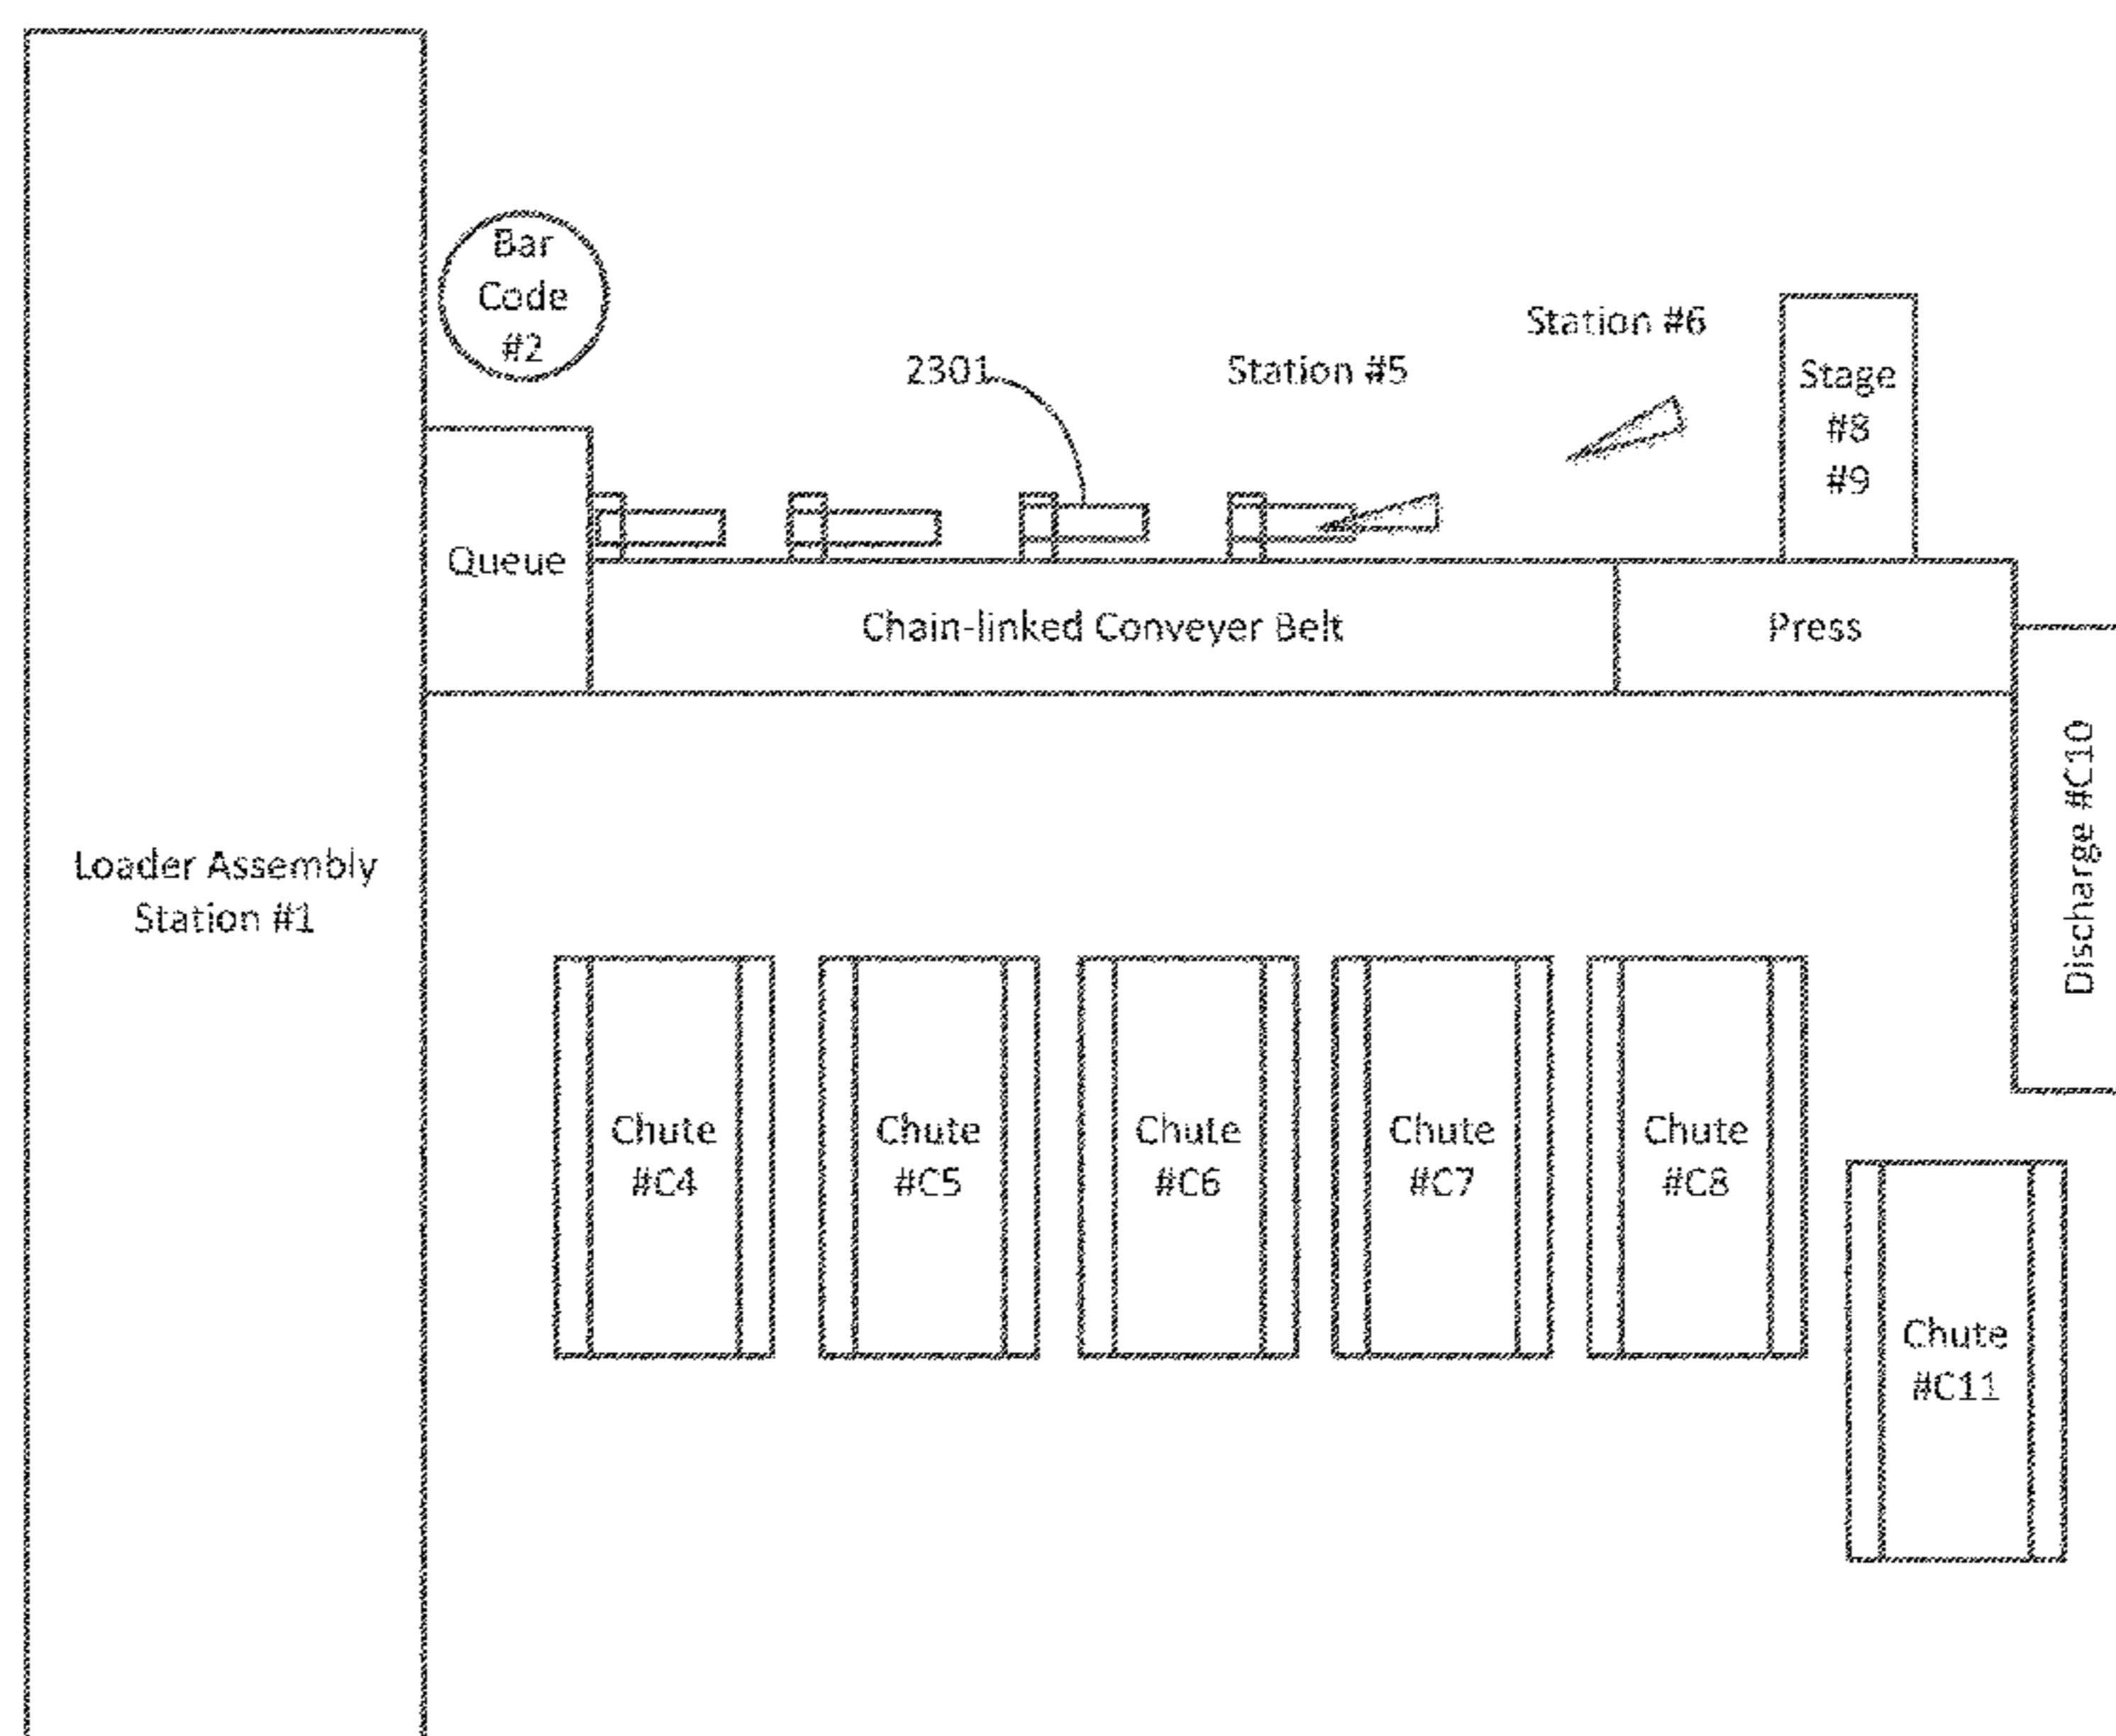 Bar
Code
#2
Station #6
2301
Station #5
Stage
#8
#9
Queue
Chain-linked Conveyer Belt
Press
Discharge #C10
Loader Assembly
Station #1
Chute
#C4
Chute
#C5
Chute
#C6
Chute
#C7
Chute
#C8
Chute
#C11